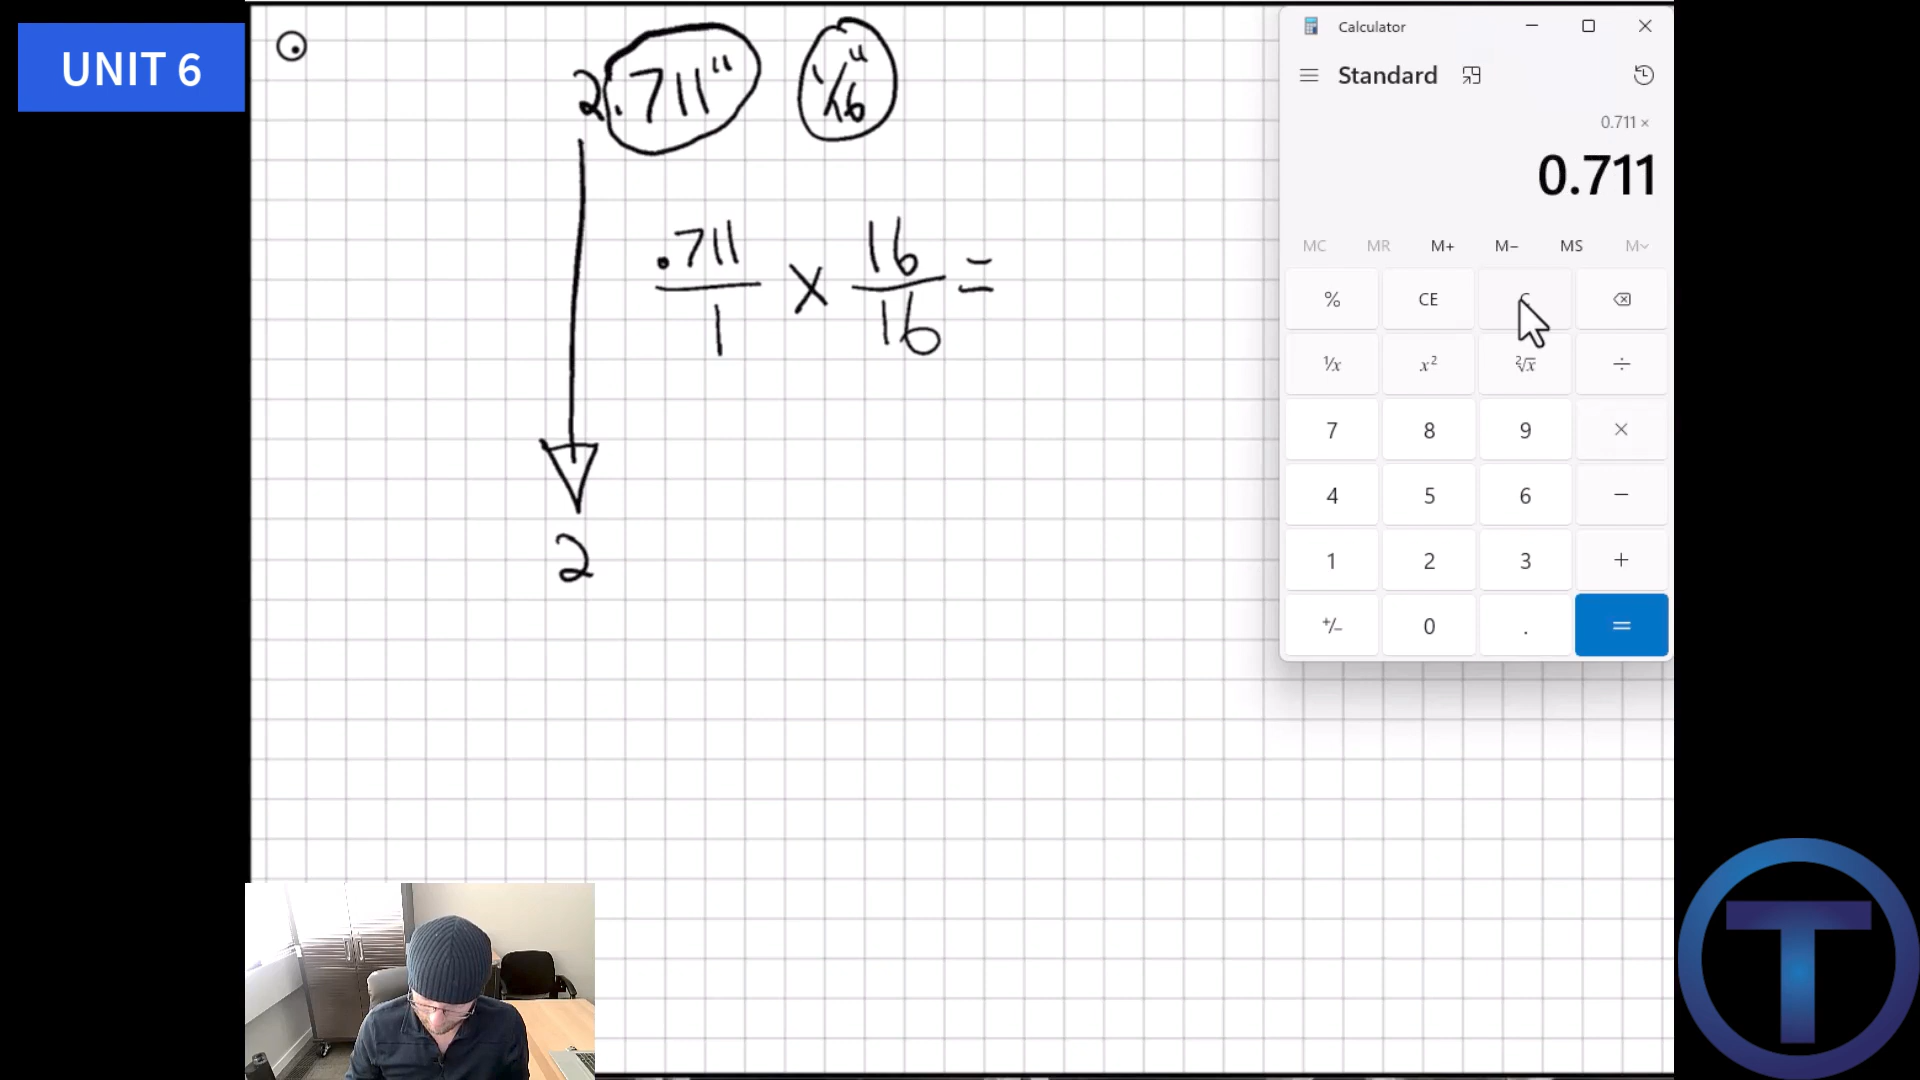 UNIT 6
2.711" 1/16"
.711/1 × 16/16 =
2
Calculator
Standard
0.711 ×
0.711
MC MR M+ M− MS M˅
% CE C
¹/x x² ²√x ÷
7 8 9 ×
4 5 6 −
1 2 3 +
+/− 0 . =
T